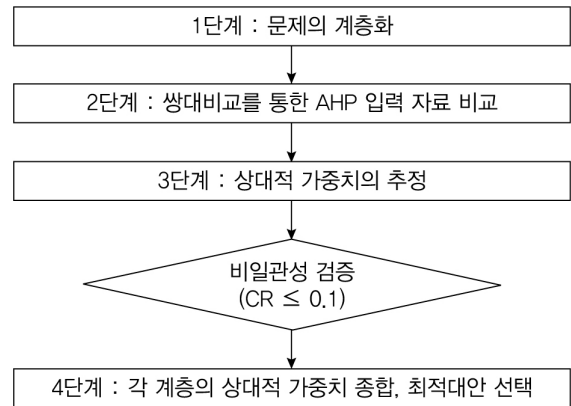 1단계 : 문제의 계층화
2단계 : 쌍대비교를 통한 AHP 입력 자료 비교
3단계 : 상대적 가중치의 추정
비일관성 검증
(CR ≤ 0.1)
4단계 : 각 계층의 상대적 가중치 종합, 최적대안 선택